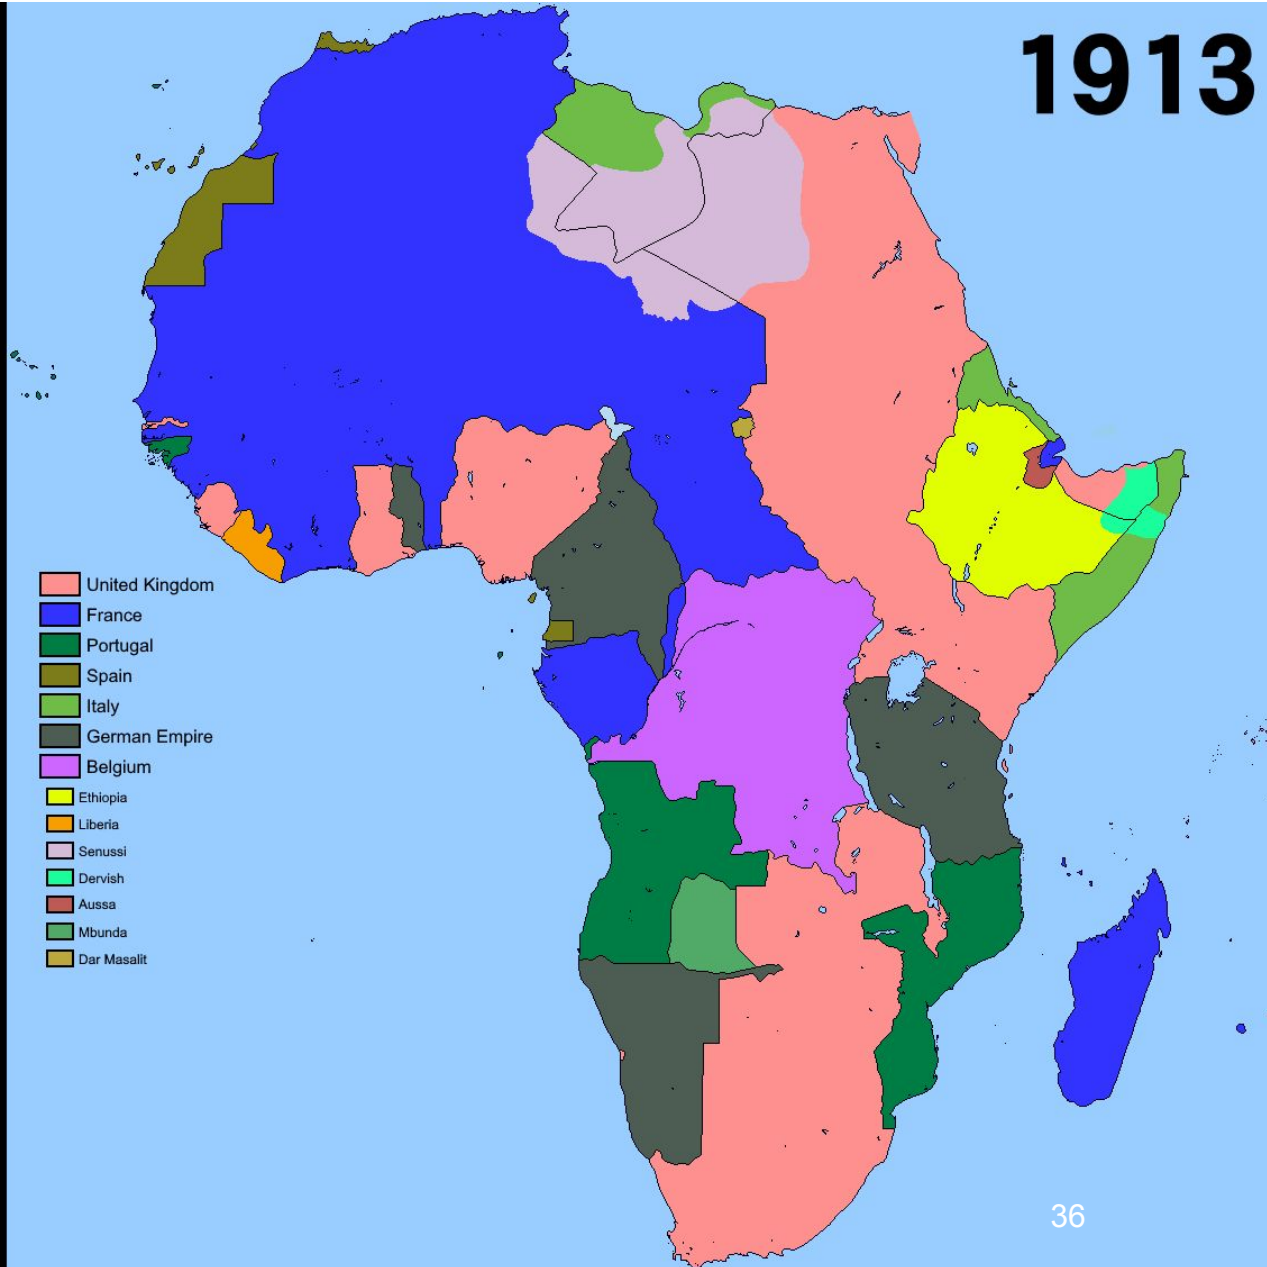 1913
United Kingdom
France
Portugal
Spain
Italy
German Empire
Belgium
Ethiopia
Liberia
Senussi
Dervish
Aussa
Mbunda
Dar Masalit
36